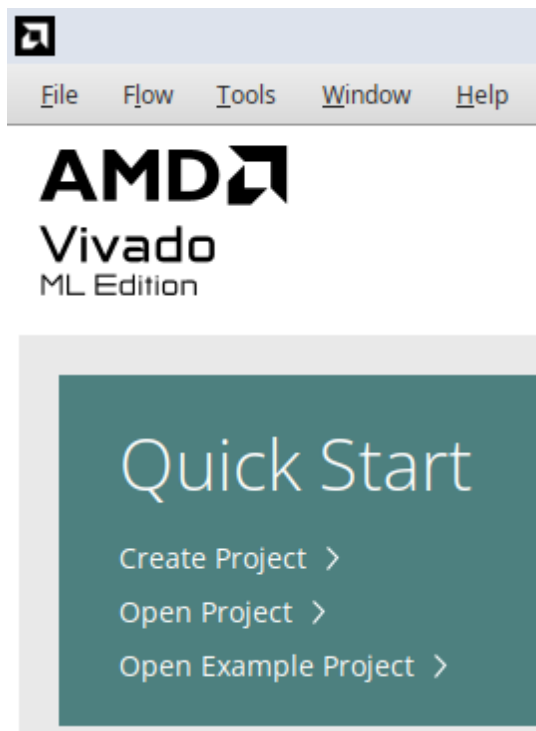 File Flow Tools Window Help
AMD
Vivado
ML Edition
Quick Start
Create Project >
Open Project >
Open Example Project >